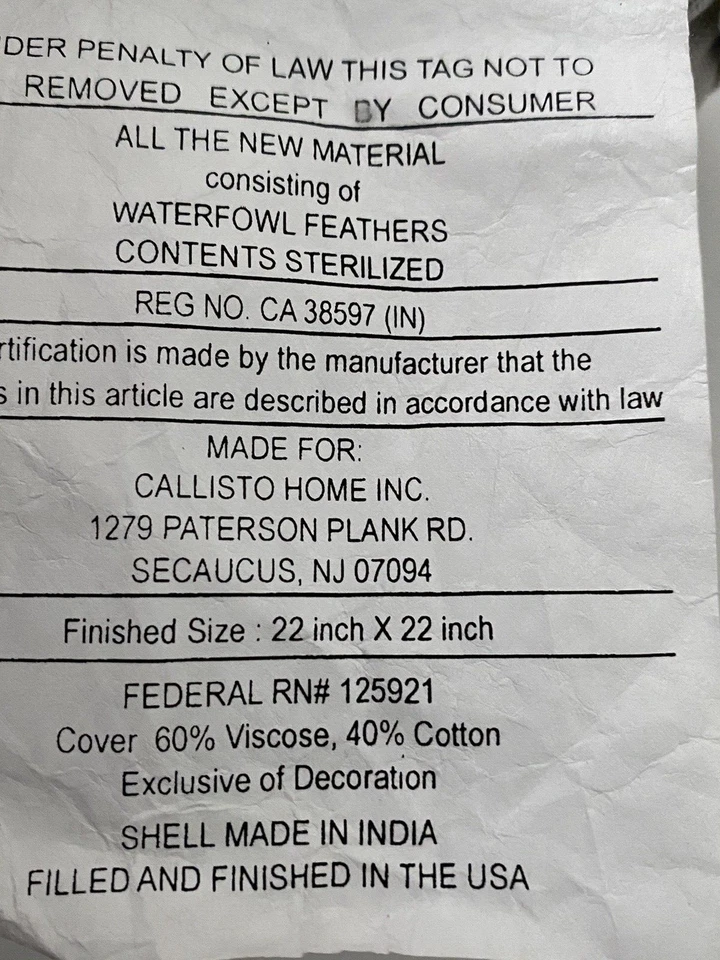 DER PENALTY OF LAW THIS TAG NOT TO
REMOVED EXCEPT BY CONSUMER
ALL THE NEW MATERIAL
consisting of
WATERFOWL FEATHERS
CONTENTS STERILIZED
REG NO. CA 38597 (IN)
rtification is made by the manufacturer that the
s in this article are described in accordance with law
MADE FOR:
CALLISTO HOME INC.
1279 PATERSON PLANK RD.
SECAUCUS, NJ 07094
Finished Size : 22 inch X 22 inch
FEDERAL RN# 125921
Cover 60% Viscose, 40% Cotton
Exclusive of Decoration
SHELL MADE IN INDIA
FILLED AND FINISHED IN THE USA